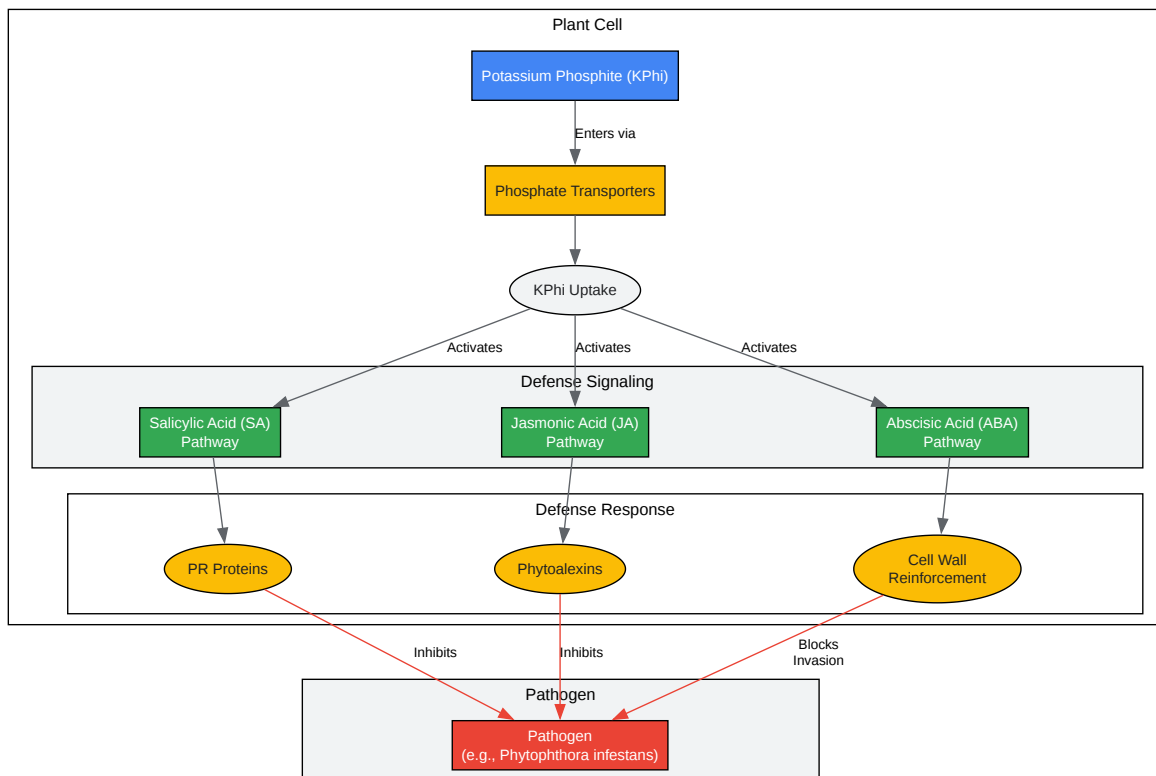 Plant Cell
Potassium Phosphite (KPhi)
Enters via
Phosphate Transporters
KPhi Uptake
Activates
Activates
Activates
Defense Signaling
Salicylic Acid (SA)
Pathway
Jasmonic Acid (JA)
Pathway
Abscisic Acid (ABA)
Pathway
Defense Response
PR Proteins
Phytoalexins
Cell Wall
Reinforcement
Inhibits
Inhibits
Blocks
Invasion
Pathogen
Pathogen
(e.g., Phytophthora infestans)